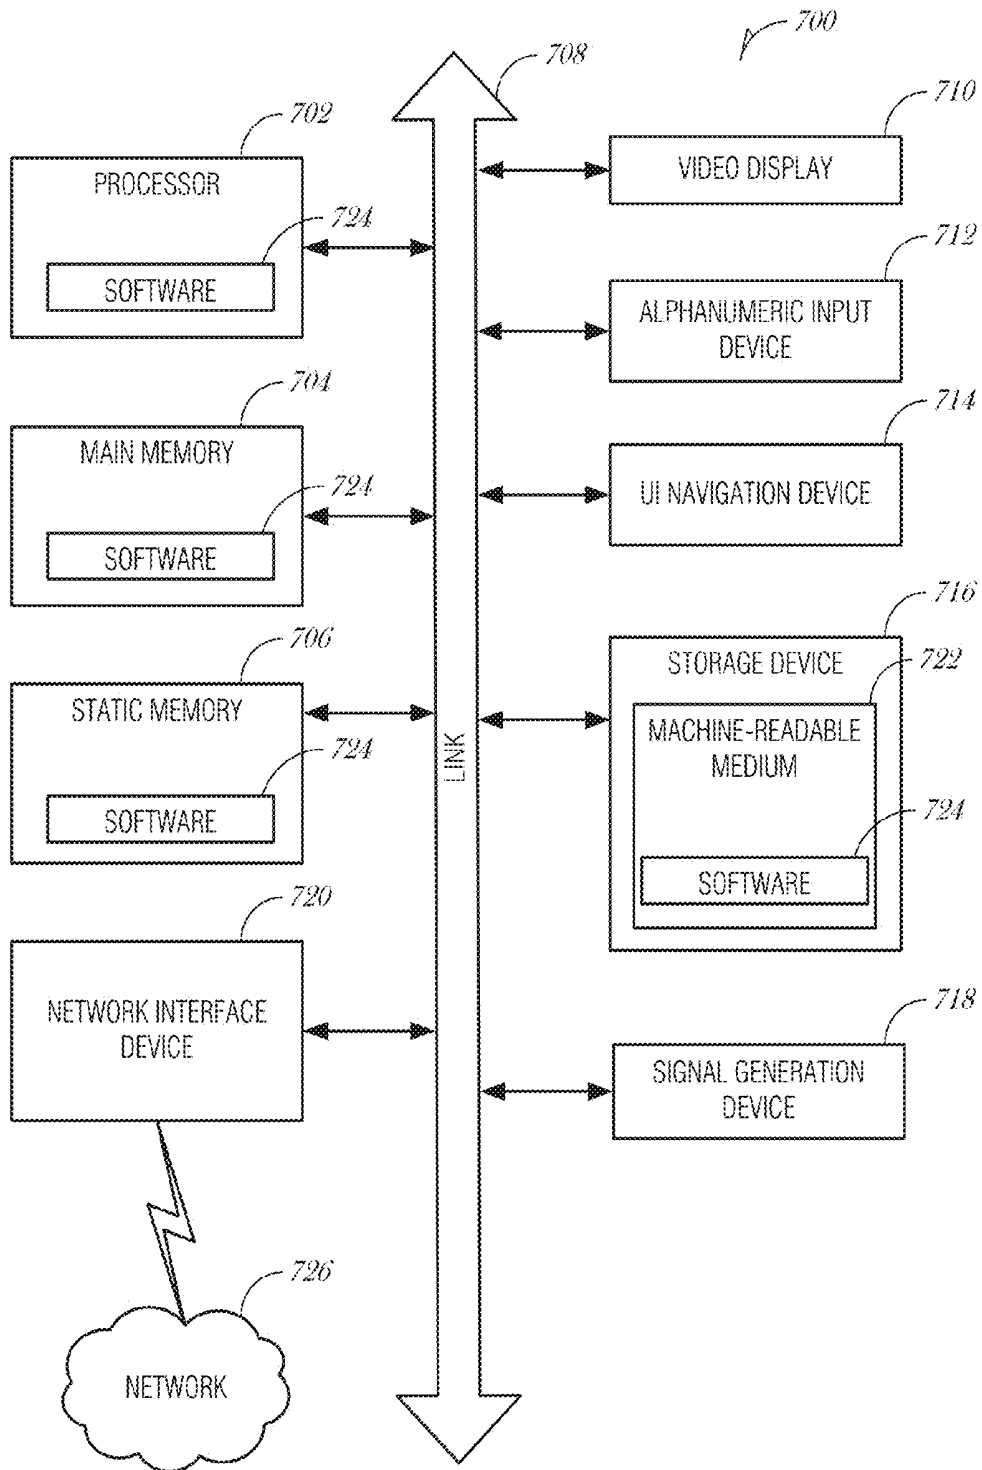 700
708
702
PROCESSOR
724
SOFTWARE
704
MAIN MEMORY
724
SOFTWARE
706
STATIC MEMORY
724
SOFTWARE
720
NETWORK INTERFACE
DEVICE
726
NETWORK
LINK
710
VIDEO DISPLAY
712
ALPHANUMERIC INPUT
DEVICE
714
UI NAVIGATION DEVICE
716
STORAGE DEVICE
722
MACHINE-READABLE
MEDIUM
724
SOFTWARE
718
SIGNAL GENERATION
DEVICE